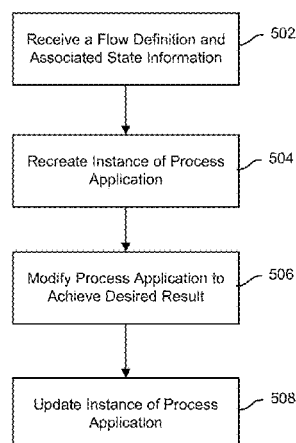 Receive a Flow Definition and
Associated State Information
502
Recreate Instance of Process
Application
504
Modify Process Application to
Achieve Desired Result
506
Update Instance of Process
Application
508